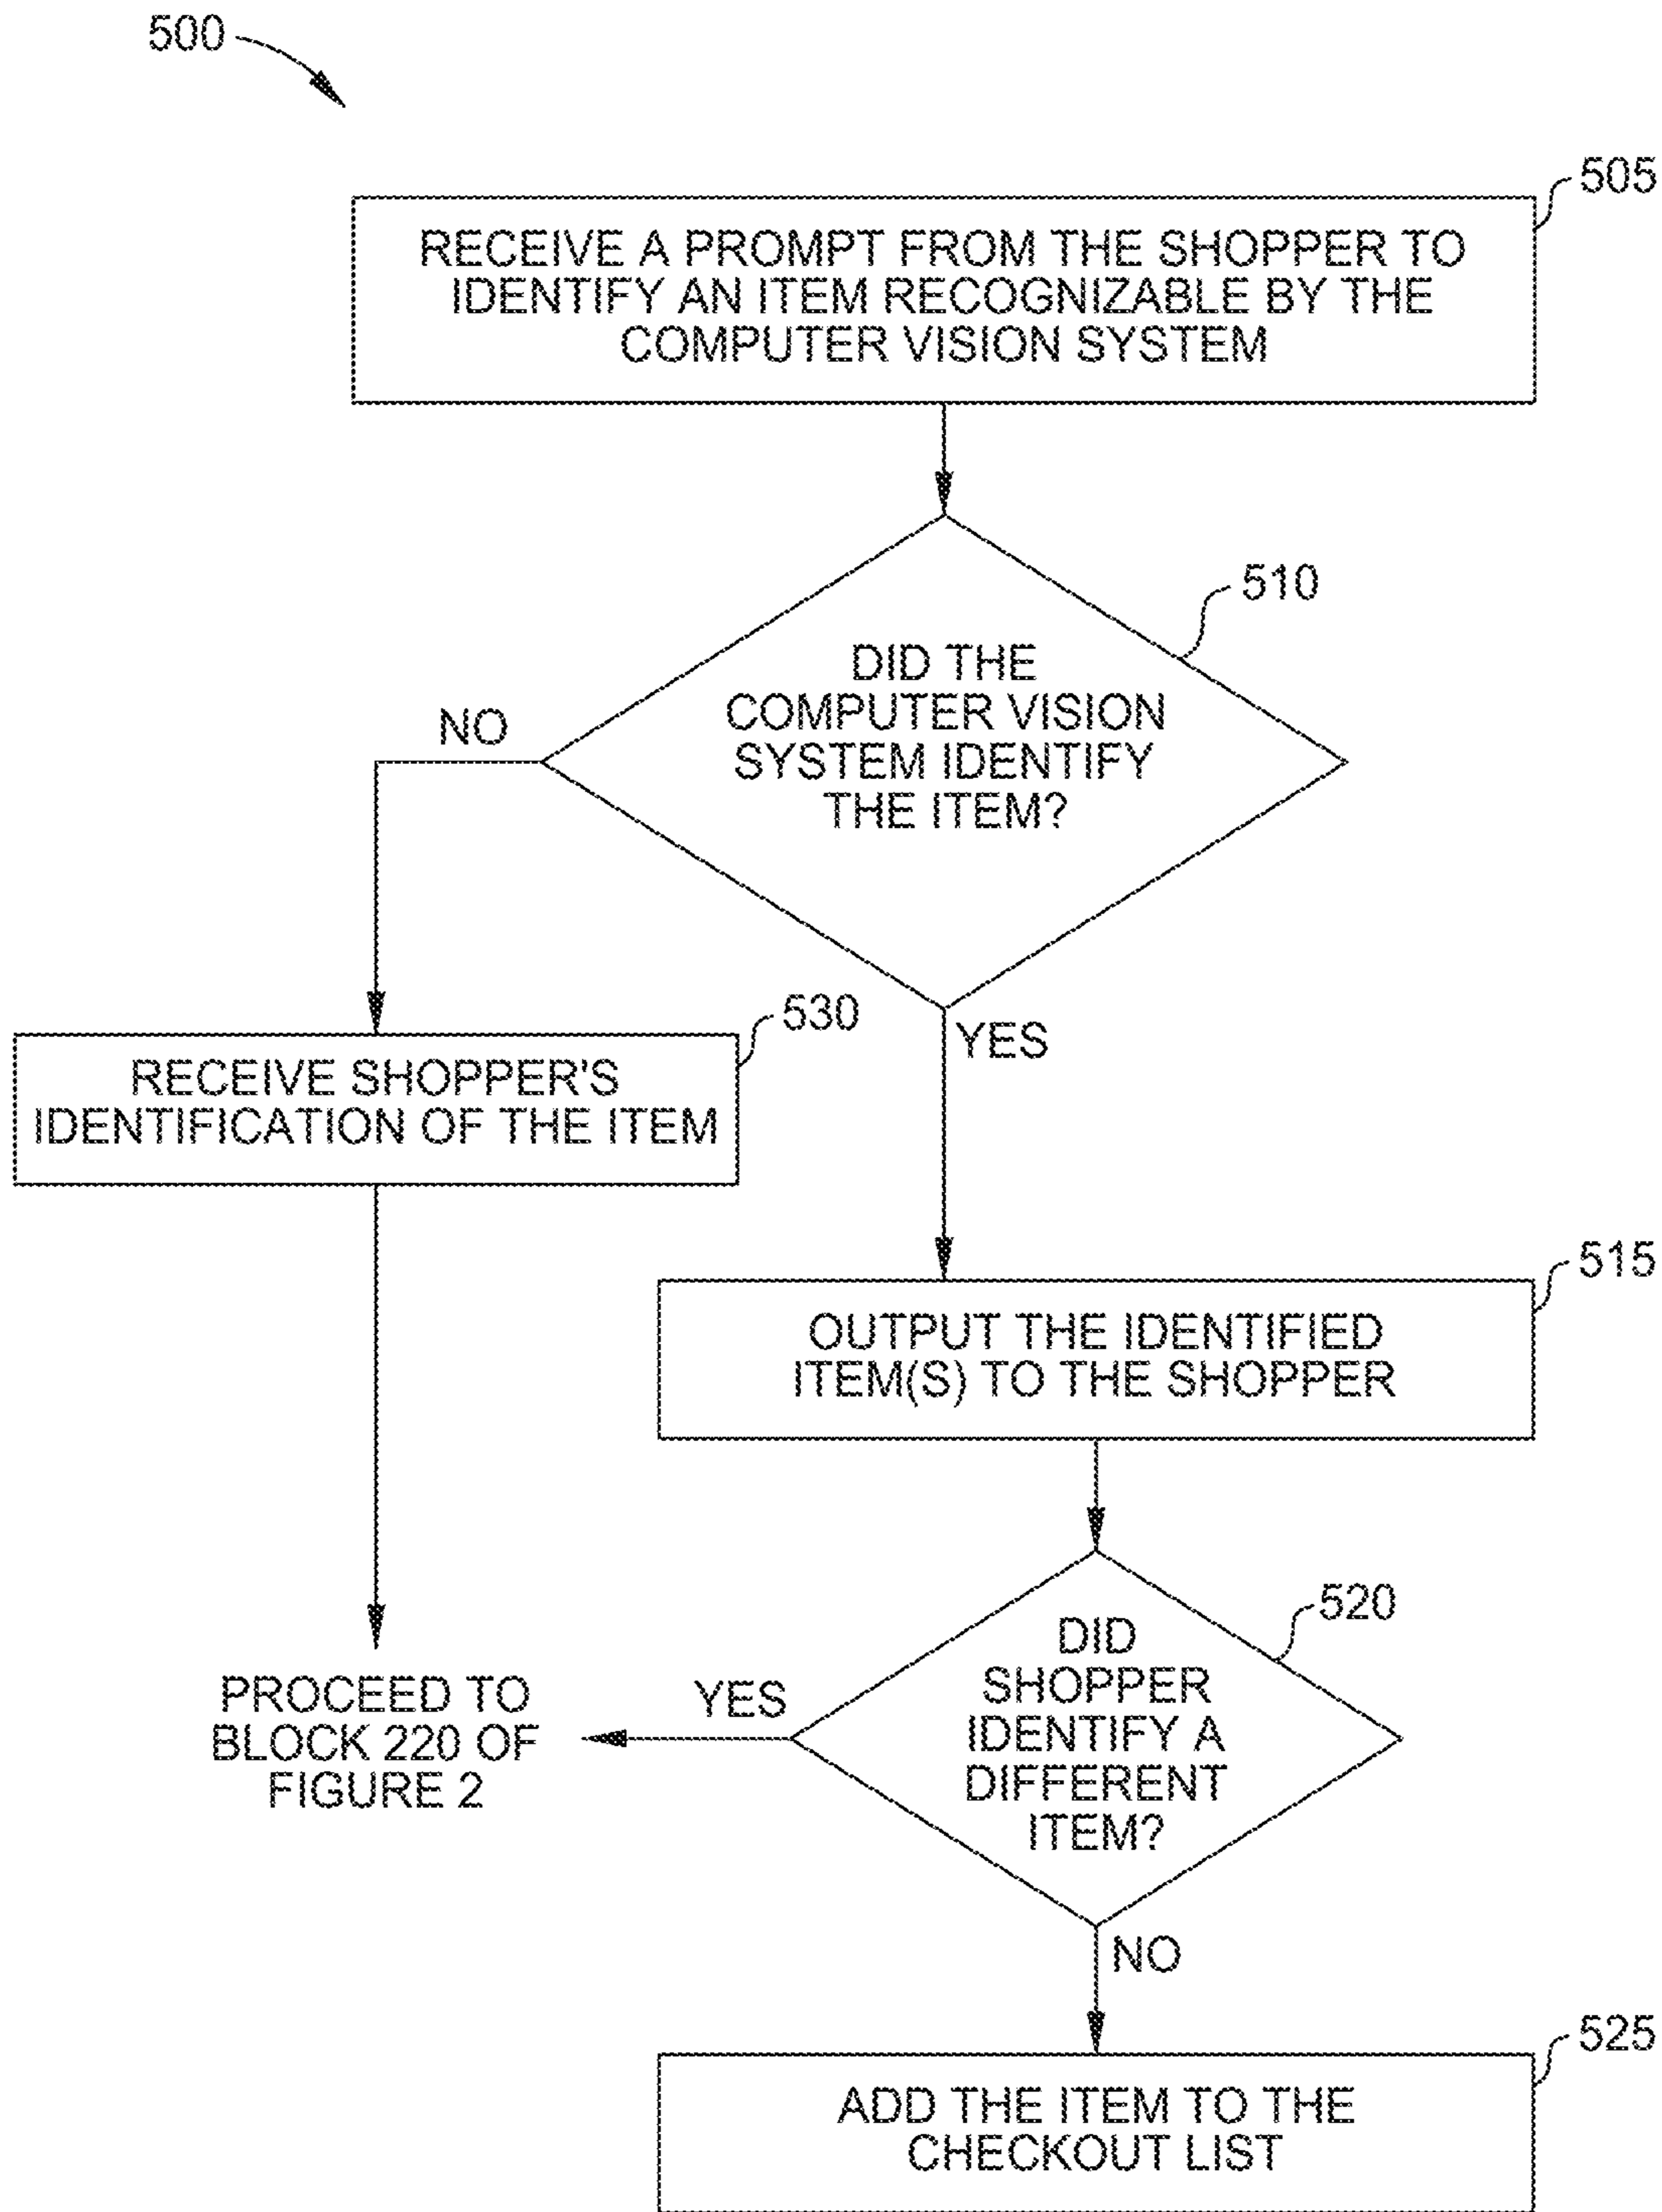 500
505
RECEIVE A PROMPT FROM THE SHOPPER TO
IDENTIFY AN ITEM RECOGNIZABLE BY THE
COMPUTER VISION SYSTEM
510
DID THE
COMPUTER VISION
SYSTEM IDENTIFY
THE ITEM?
NO
YES
530
RECEIVE SHOPPER'S
IDENTIFICATION OF THE ITEM
515
OUTPUT THE IDENTIFIED
ITEM(S) TO THE SHOPPER
520
DID
SHOPPER
IDENTIFY A
DIFFERENT
ITEM?
YES
PROCEED TO
BLOCK 220 OF
FIGURE 2
NO
525
ADD THE ITEM TO THE
CHECKOUT LIST